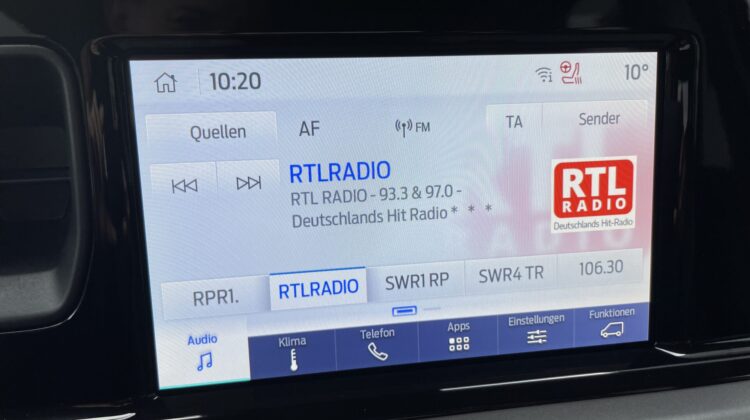 10:20
10°
Quellen
AF
FM
TA
Sender
RTLRADIO
RTL RADIO - 93.3 & 97.0 -
Deutschlands Hit Radio * * *
RTL
RADIO
Deutschlands Hit-Radio
RPR1.
RTLRADIO
SWR1 RP
SWR4 TR
106.30
Audio
Klima
Telefon
Apps
Einstellungen
Funktionen